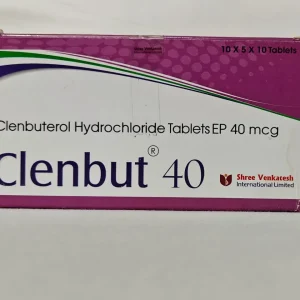 10 X 5 X 10 Tablets
Clenbuterol Hydrochloride Tablets EP 40 mcg
Clenbut® 40
Shree Venkatesh
International Limited